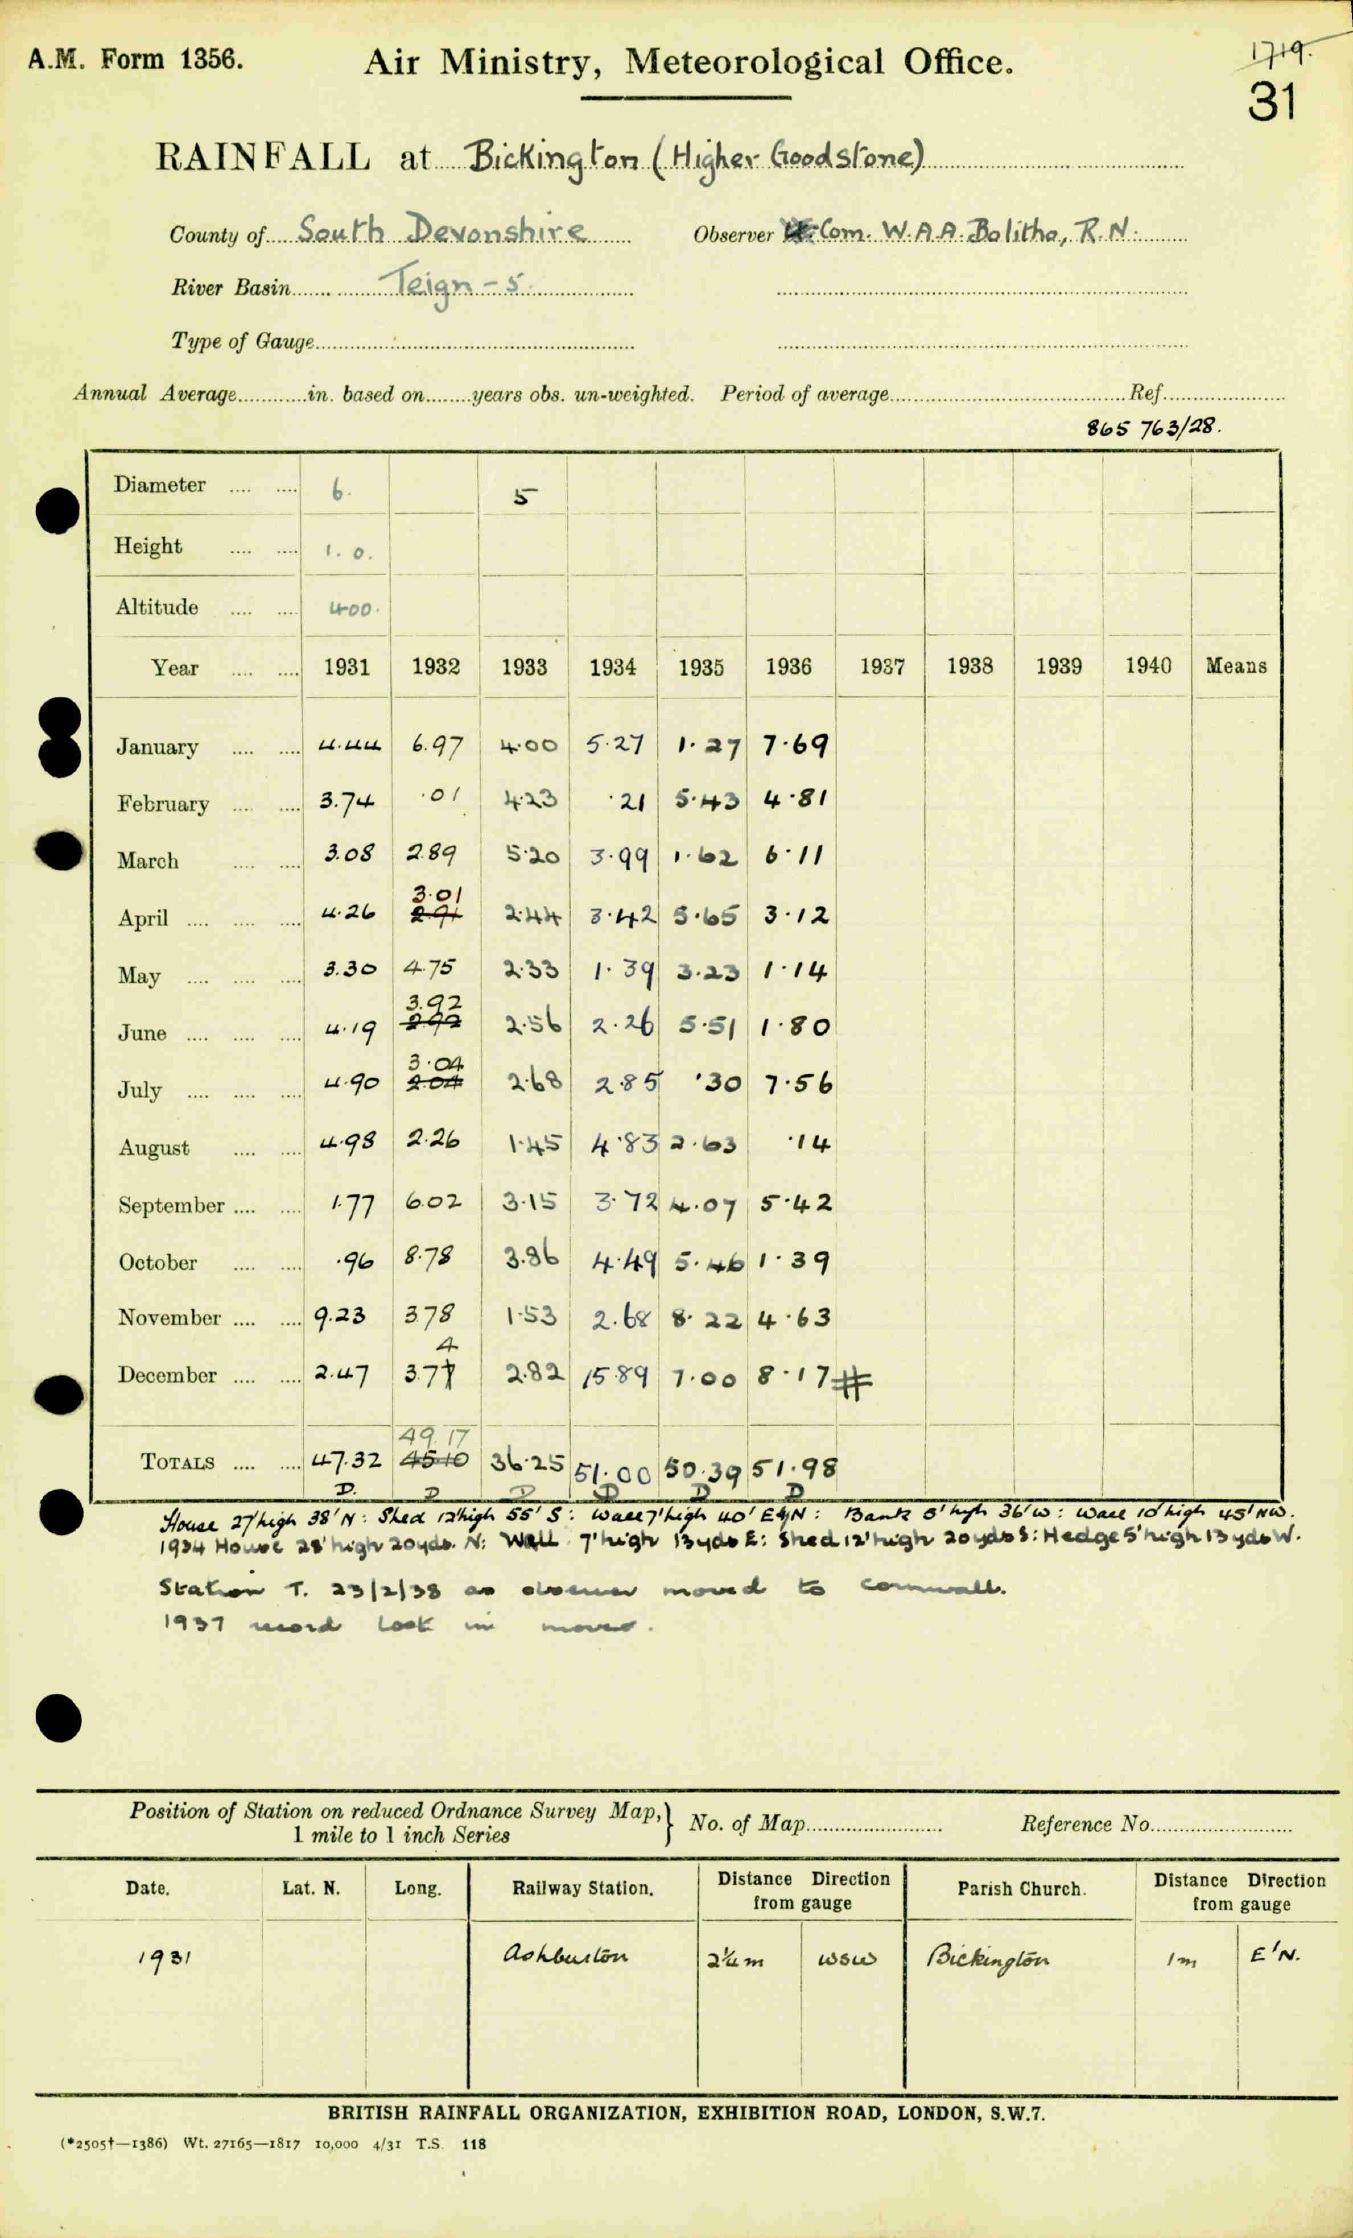 A.M. Form 1356.
Air Ministry, Meteorological Office.
1719.
31
RAINFALL at Bickington (Higher Goodstone)
County of South Devonshire Observer Com. W.A.A. Bolitho, R.N.
River Basin Teign - 5
Type of Gauge
Annual Average in. based on years obs. un-weighted. Period of average Ref.
865 763/28.
Diameter 6. 5
Height 1. 0.
Altitude 400.
Year 1931 1932 1933 1934 1935 1936 1937 1938 1939 1940 Means
January 4.44 6.97 4.00 5.27 1.27 7.69
February 3.74 .01 4.23 .21 5.43 4.81
March 3.08 2.89 5.20 3.99 1.62 6.11
3.01
April 4.26 2.91 2.44 3.42 5.65 3.12
May 3.30 4.75 2.33 1.39 3.23 1.14
3.92
June 4.19 2.92 2.56 2.26 5.51 1.80
3.04
July 4.90 2.04 2.68 2.85 .30 7.56
August 4.98 2.26 1.45 4.83 2.63 .14
September 1.77 6.02 3.15 3.72 4.07 5.42
October .96 8.78 3.86 4.49 5.46 1.39
November 9.23 3.78 1.53 2.68 8.22 4.63
4
December 2.47 3.77 2.82 15.89 7.00 8.17 #
49.17
TOTALS 47.32 45.10 36.25 51.00 50.39 51.98
D. D D D D D
House 27' high 38' N: Shed 12' high 55' S: Wall 7' high 40' E4N: Bank 5' high 36' W: Wall 10' high 45' NW.
1934 House 28' high 20yds. N: Wall 7' high 13yds E: Shed 12' high 20yds S: Hedge 5' high 13yds W.
Station T. 23/2/38 as observer moved to Cornwall.
1937 record lost in move.
Position of Station on reduced Ordnance Survey Map,
1 mile to 1 inch Series
No. of Map Reference No.
Date. Lat. N. Long. Railway Station. Distance Direction from gauge Parish Church. Distance Direction from gauge
1931 Ashburton 2¼m WSW Bickington 1m E'N.
BRITISH RAINFALL ORGANIZATION, EXHIBITION ROAD, LONDON, S.W.7.
(*2505†—1386) Wt. 27165—1817 10,000 4/31 T.S. 118